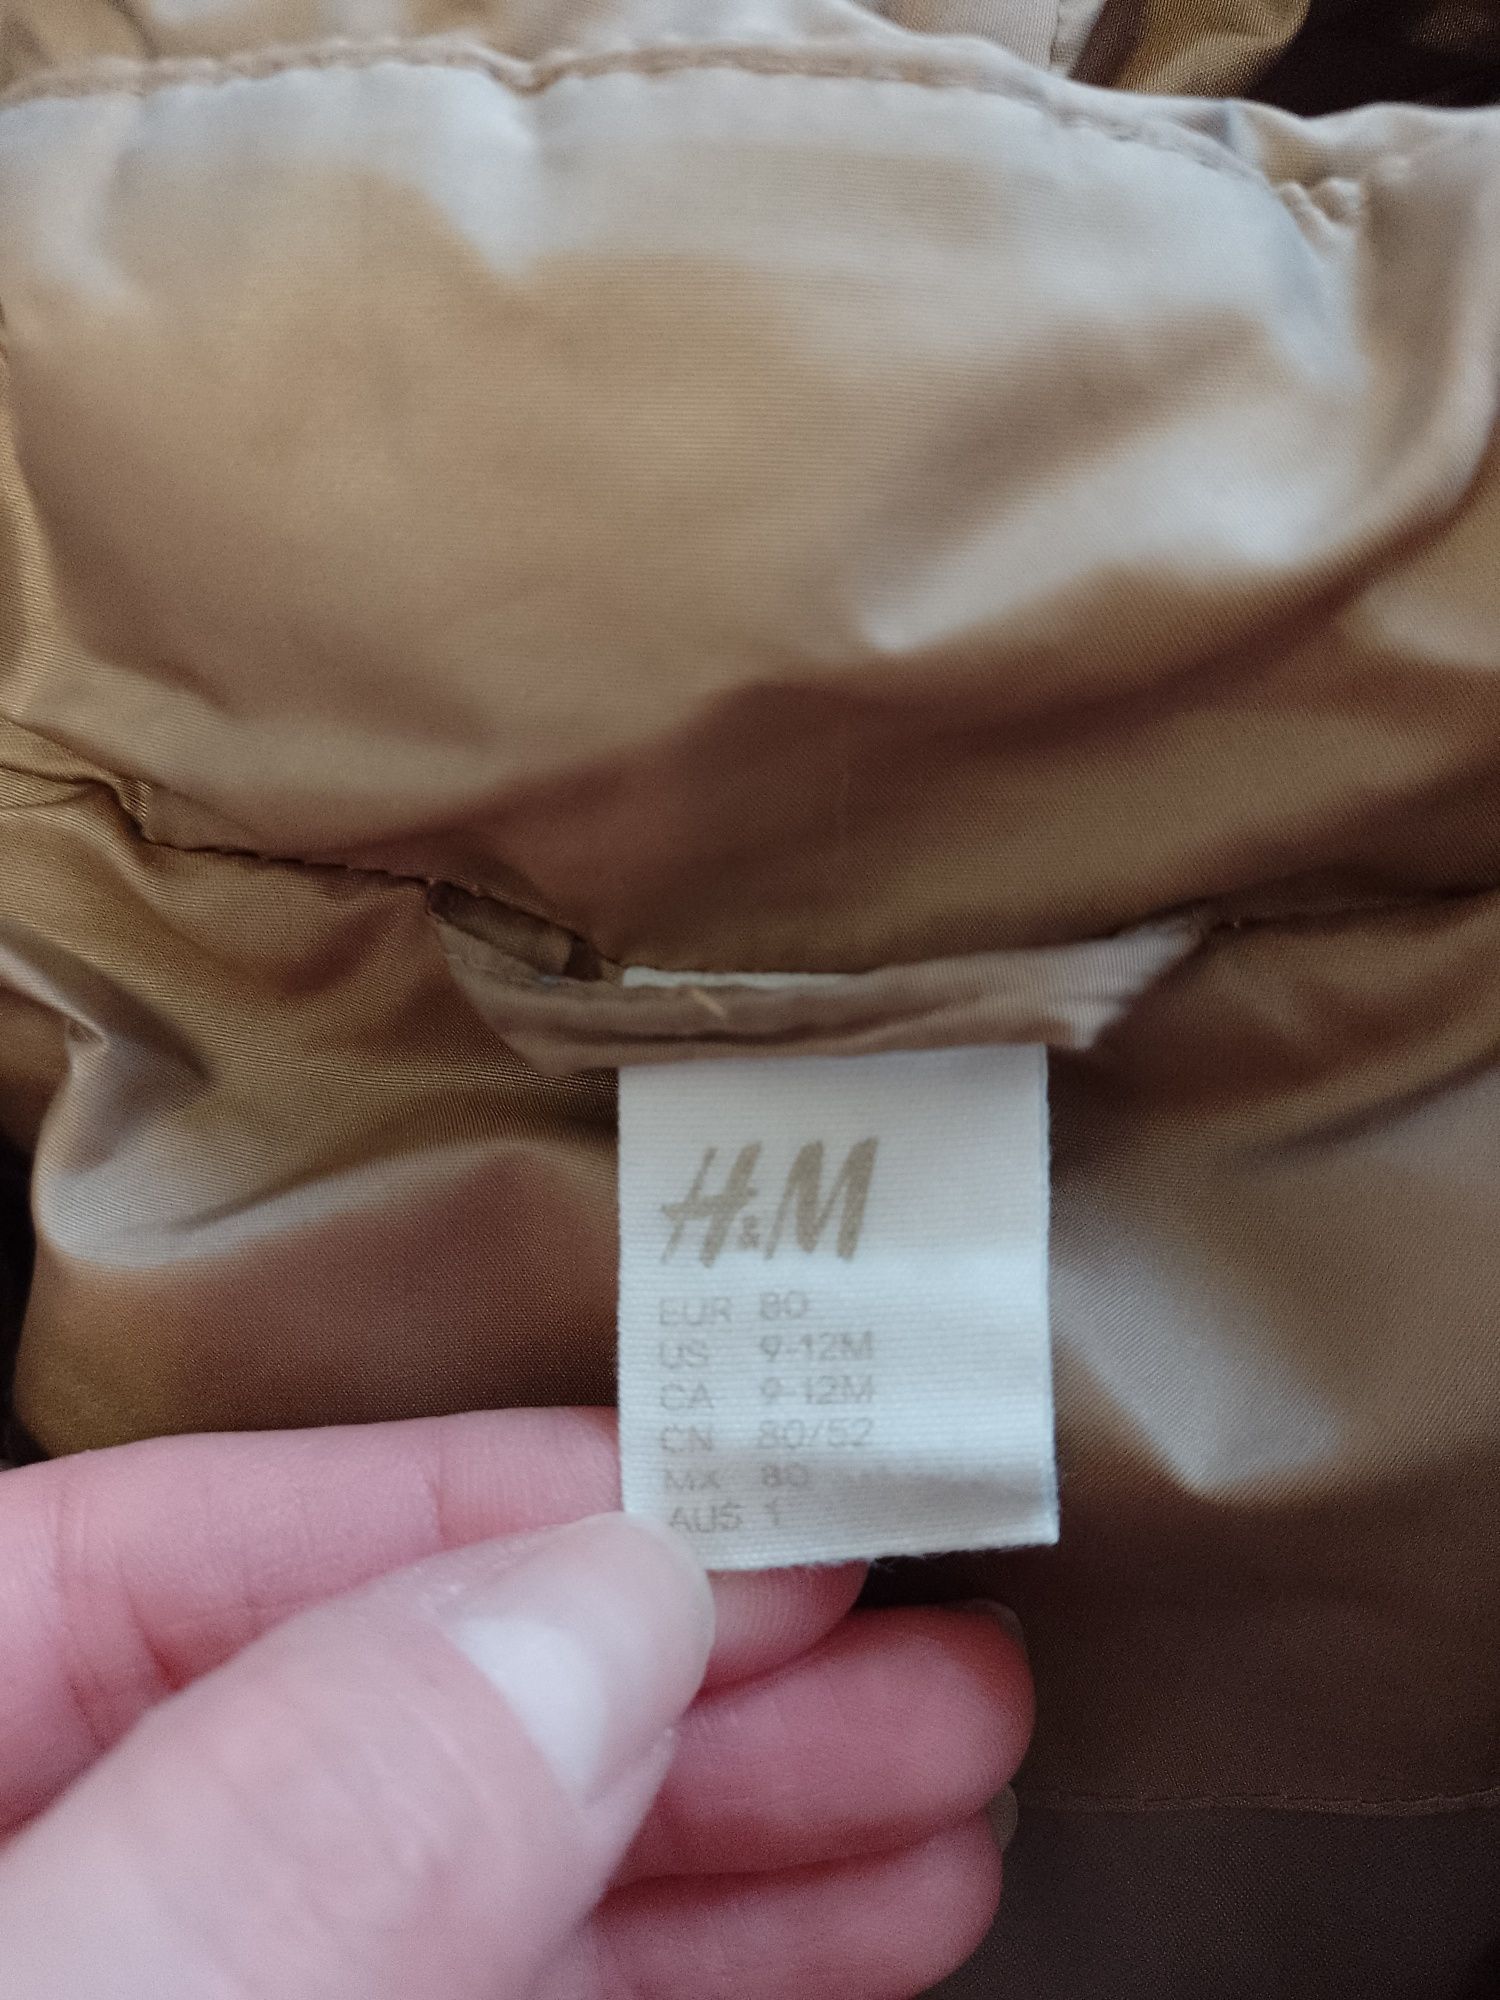 H&M
EUR 80
US 9-12M
CA 9-12M
CN 80/52
MX 80
AUS 1